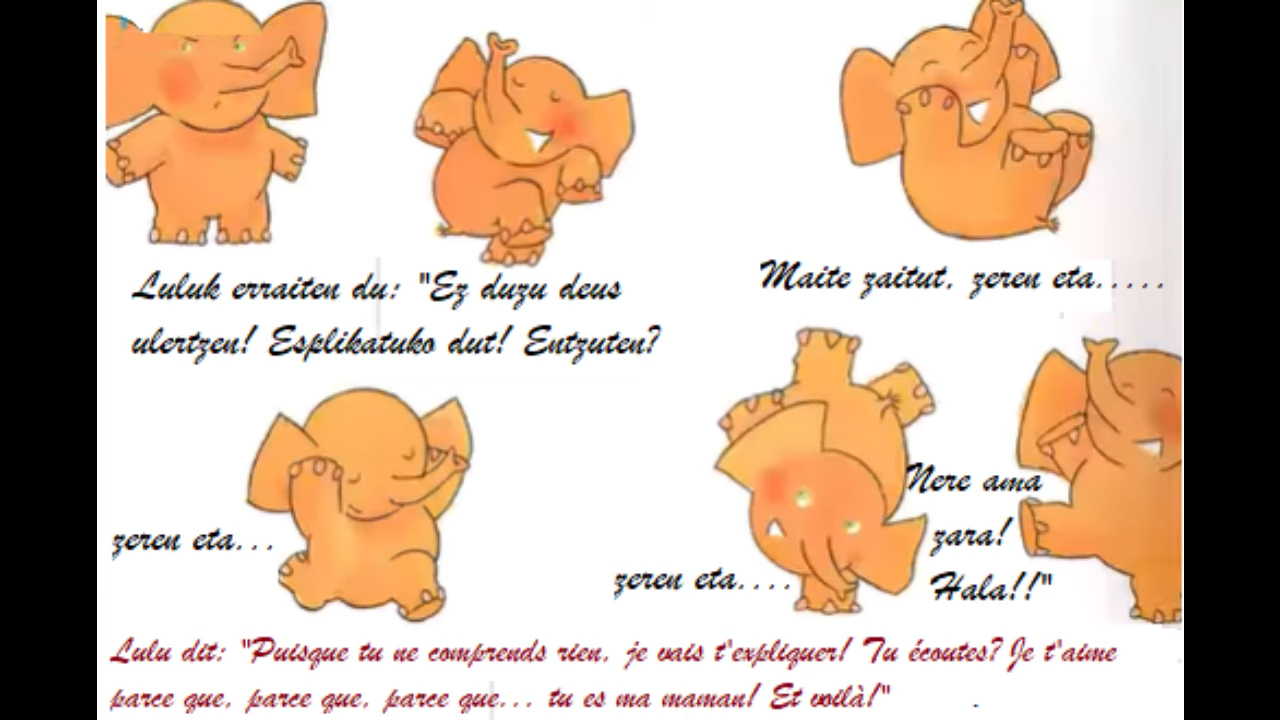 Luluk erraiten du: "Ez duzu deus
ulertzen! Esplikatuko dut! Entzuten?
Maite zaitut, zeren eta.....
zeren eta...
zeren eta....
Nere ama
zara!
Hala!!"
Lulu dit: "Puisque tu ne comprends rien, je vais t'expliquer! Tu écoutes? Je t'aime
parce que, parce que, parce que... tu es ma maman! Et voilà!"